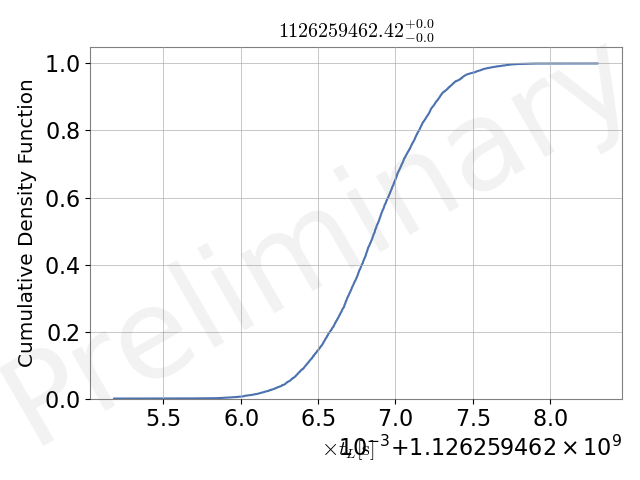 1126259462.42^{+0.0}_{-0.0}
Cumulative Density Function
1.0
0.8
0.6
0.4
0.2
0.0
5.5 6.0 6.5 7.0 7.5 8.0
t_L[s]
×10⁻³+1.126259462×10⁹
Preliminary